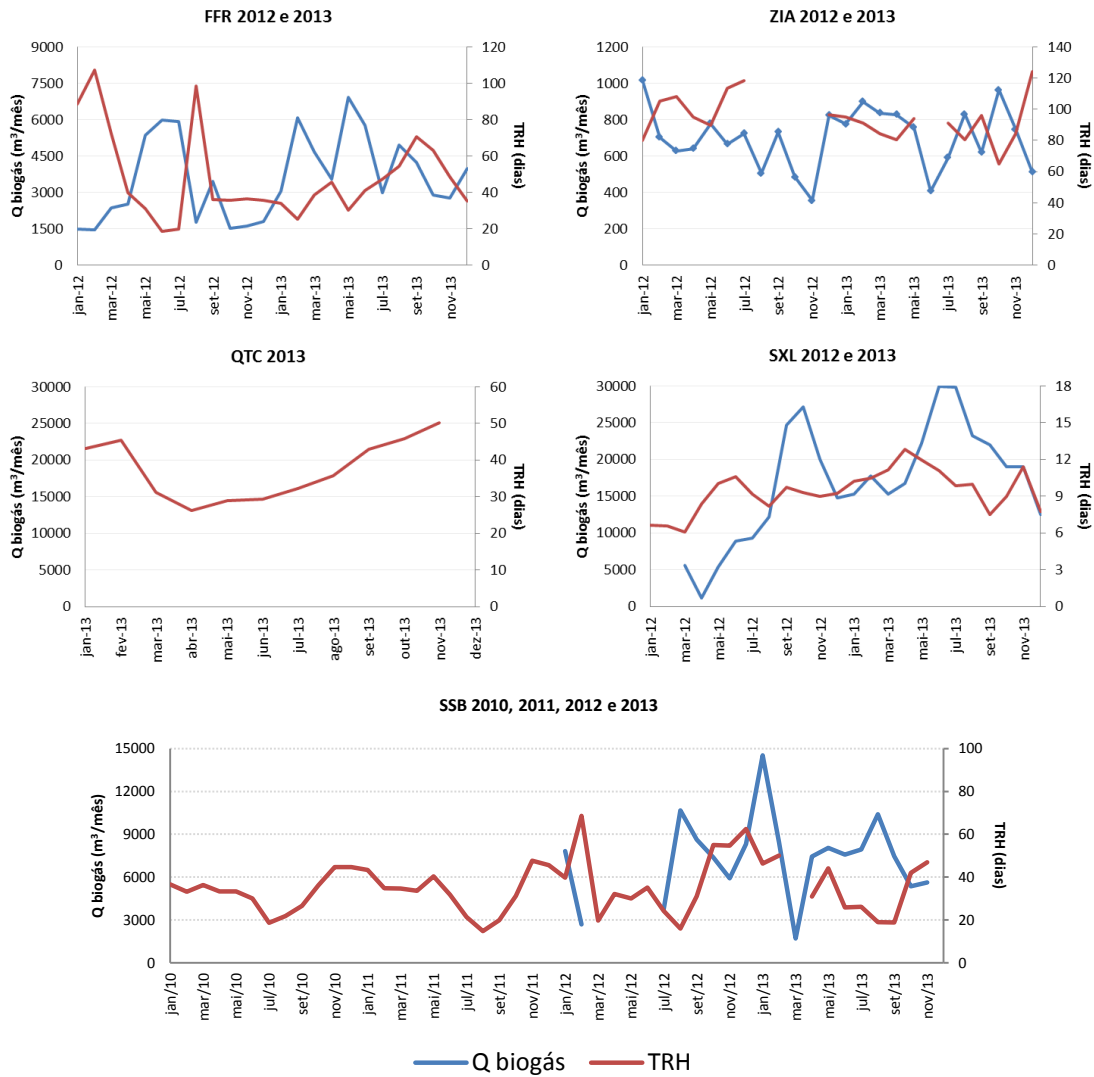 FFR 2012 e 2013
Q biogás (m³/mês)
9000
7500
6000
4500
3000
1500
0
120
100
80
60
40
20
0
TRH (dias)
jan-12
mar-12
mai-12
jul-12
set-12
nov-12
jan-13
mar-13
mai-13
jul-13
set-13
nov-13
ZIA 2012 e 2013
Q biogás (m³/mês)
1200
1000
800
600
400
200
0
140
120
100
80
60
40
20
0
TRH (dias)
jan-12
mar-12
mai-12
jul-12
set-12
nov-12
jan-13
mar-13
mai-13
jul-13
set-13
nov-13
QTC 2013
Q biogás (m³/mês)
30000
25000
20000
15000
10000
5000
0
60
50
40
30
20
10
0
TRH (dias)
jan-13
fev-13
mar-13
abr-13
mai-13
jun-13
jul-13
ago-13
set-13
out-13
nov-13
dez-13
SXL 2012 e 2013
Q biogás (m³/mês)
30000
25000
20000
15000
10000
5000
0
18
15
12
9
6
3
0
TRH (dias)
jan-12
mar-12
mai-12
jul-12
set-12
nov-12
jan-13
mar-13
mai-13
jul-13
set-13
nov-13
SSB 2010, 2011, 2012 e 2013
Q biogás (m³/mês)
15000
12000
9000
6000
3000
0
100
80
60
40
20
0
TRH (dias)
jan/10
mar/10
mai/10
jul/10
set/10
nov/10
jan/11
mar/11
mai/11
jul/11
set/11
nov/11
jan/12
mar/12
mai/12
jul/12
set/12
nov/12
jan/13
mar/13
mai/13
jul/13
set/13
nov/13
Q biogás
TRH